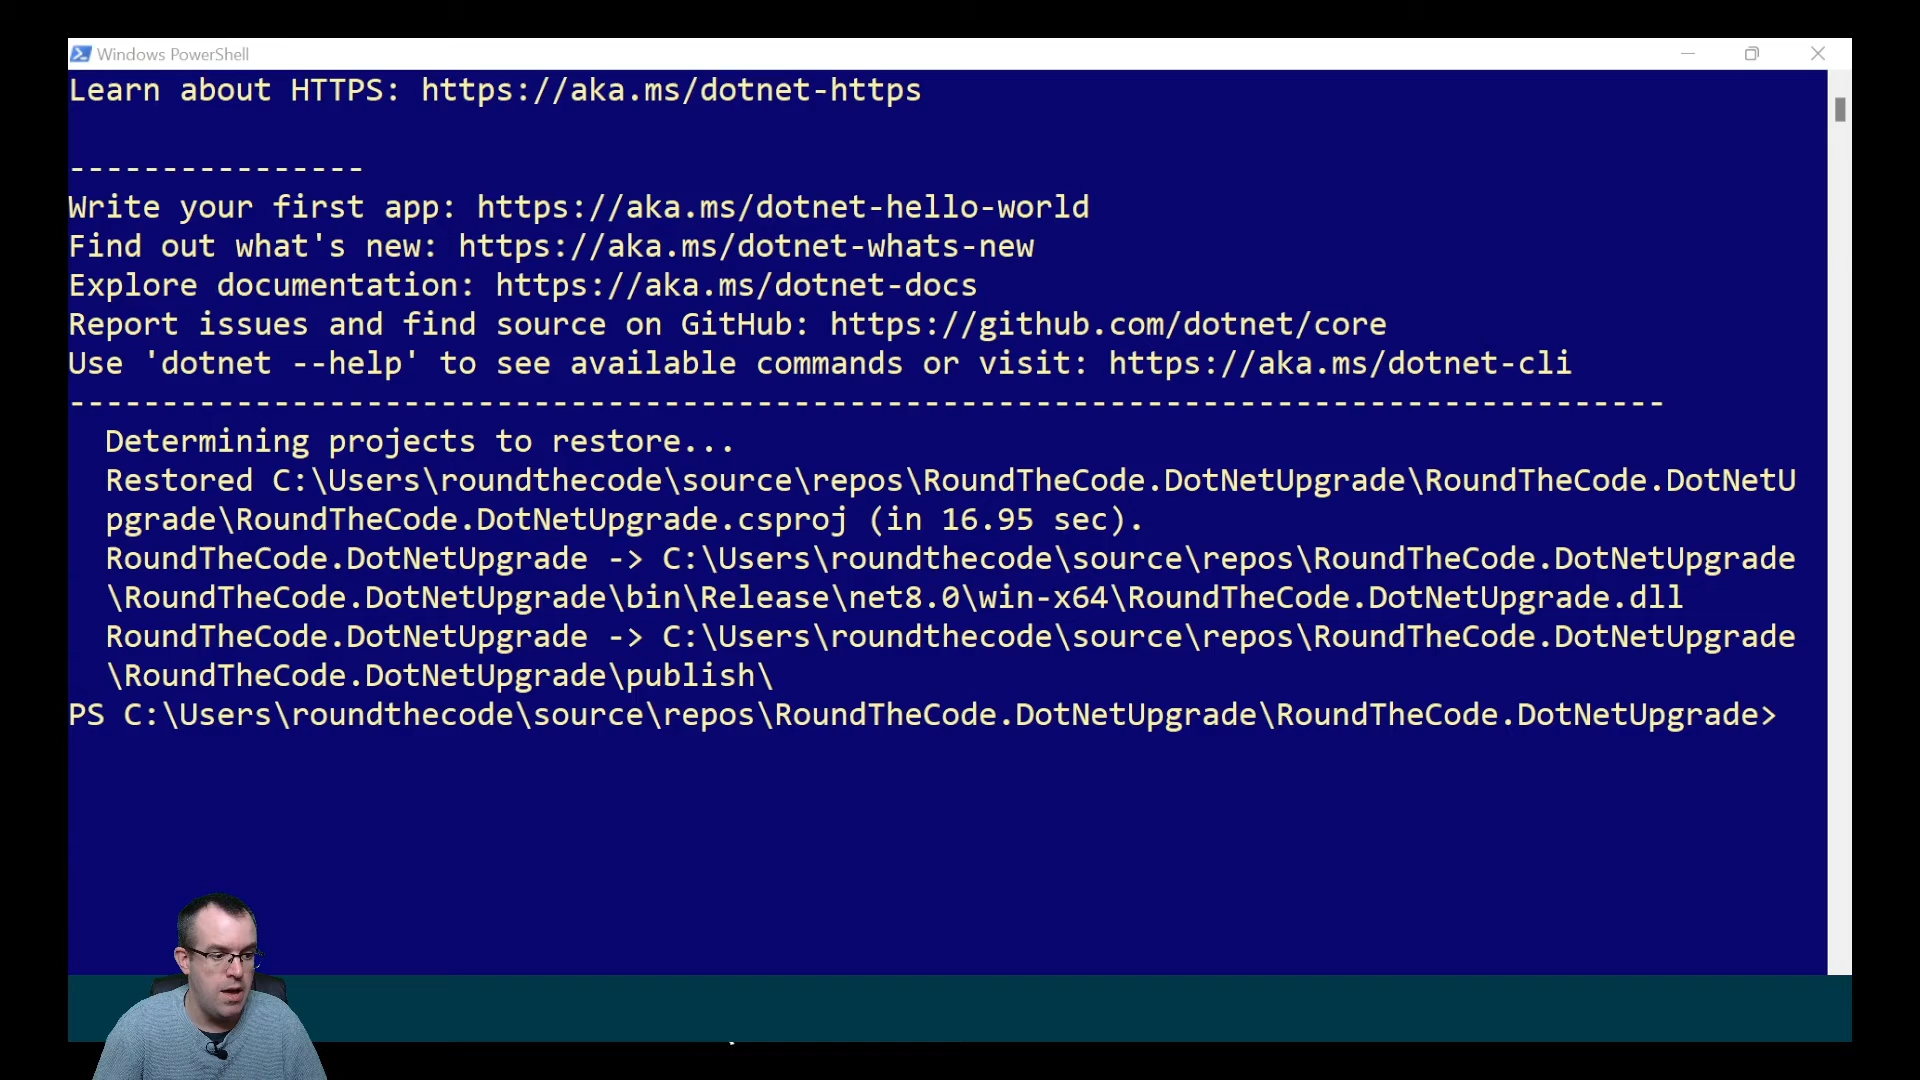 Windows PowerShell
Learn about HTTPS: https://aka.ms/dotnet-https
----------------
Write your first app: https://aka.ms/dotnet-hello-world
Find out what's new: https://aka.ms/dotnet-whats-new
Explore documentation: https://aka.ms/dotnet-docs
Report issues and find source on GitHub: https://github.com/dotnet/core
Use 'dotnet --help' to see available commands or visit: https://aka.ms/dotnet-cli
--------------------------------------------------------------------------------------
Determining projects to restore...
Restored C:\Users\roundthecode\source\repos\RoundTheCode.DotNetUpgrade\RoundTheCode.DotNetU
pgrade\RoundTheCode.DotNetUpgrade.csproj (in 16.95 sec).
RoundTheCode.DotNetUpgrade -> C:\Users\roundthecode\source\repos\RoundTheCode.DotNetUpgrade
\RoundTheCode.DotNetUpgrade\bin\Release\net8.0\win-x64\RoundTheCode.DotNetUpgrade.dll
RoundTheCode.DotNetUpgrade -> C:\Users\roundthecode\source\repos\RoundTheCode.DotNetUpgrade
\RoundTheCode.DotNetUpgrade\publish\
PS C:\Users\roundthecode\source\repos\RoundTheCode.DotNetUpgrade\RoundTheCode.DotNetUpgrade>